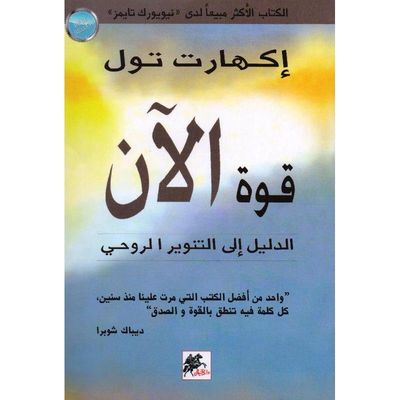 الكتاب الأكثر مبيعاً لدى «نيويورك تايمز»
إكهارت تول
قوة الآن
الدليل إلى التنوير الروحي
"واحد من أفضل الكتب التي مرت علينا منذ سنين،
كل كلمة فيه تنطق بالقوة و الصدق"
ديباك شوبرا